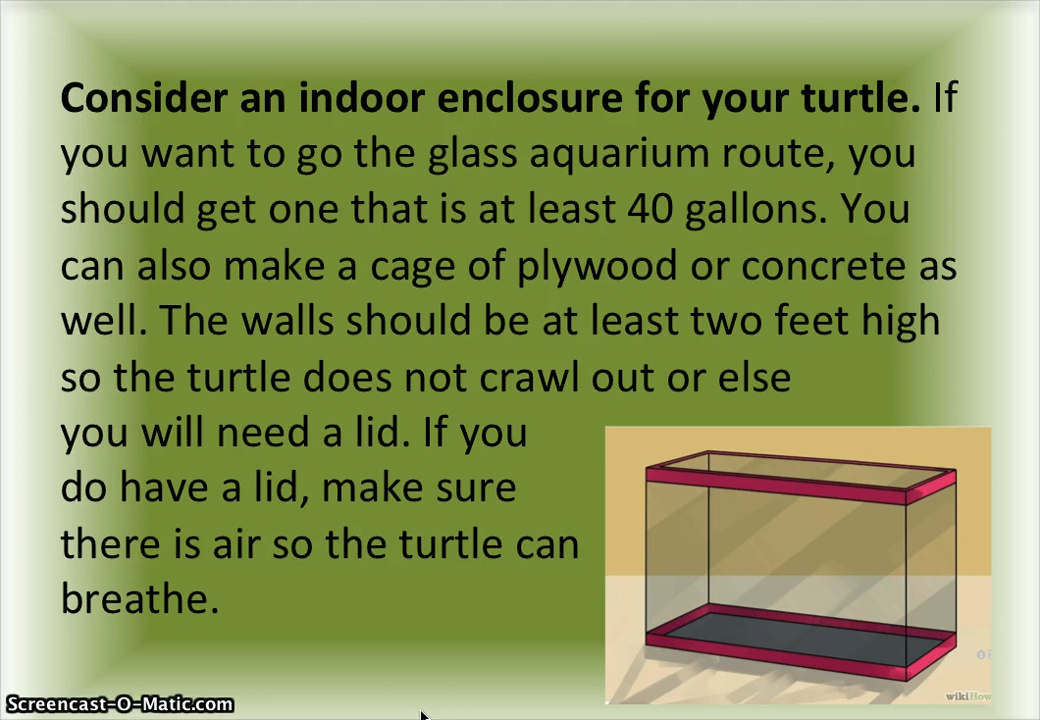 Consider an indoor enclosure for your turtle. If
you want to go the glass aquarium route, you
should get one that is at least 40 gallons. You
can also make a cage of plywood or concrete as
well. The walls should be at least two feet high
so the turtle does not crawl out or else
you will need a lid. If you
do have a lid, make sure
there is air so the turtle can
breathe.
wikiHow
Screencast-O-Matic.com